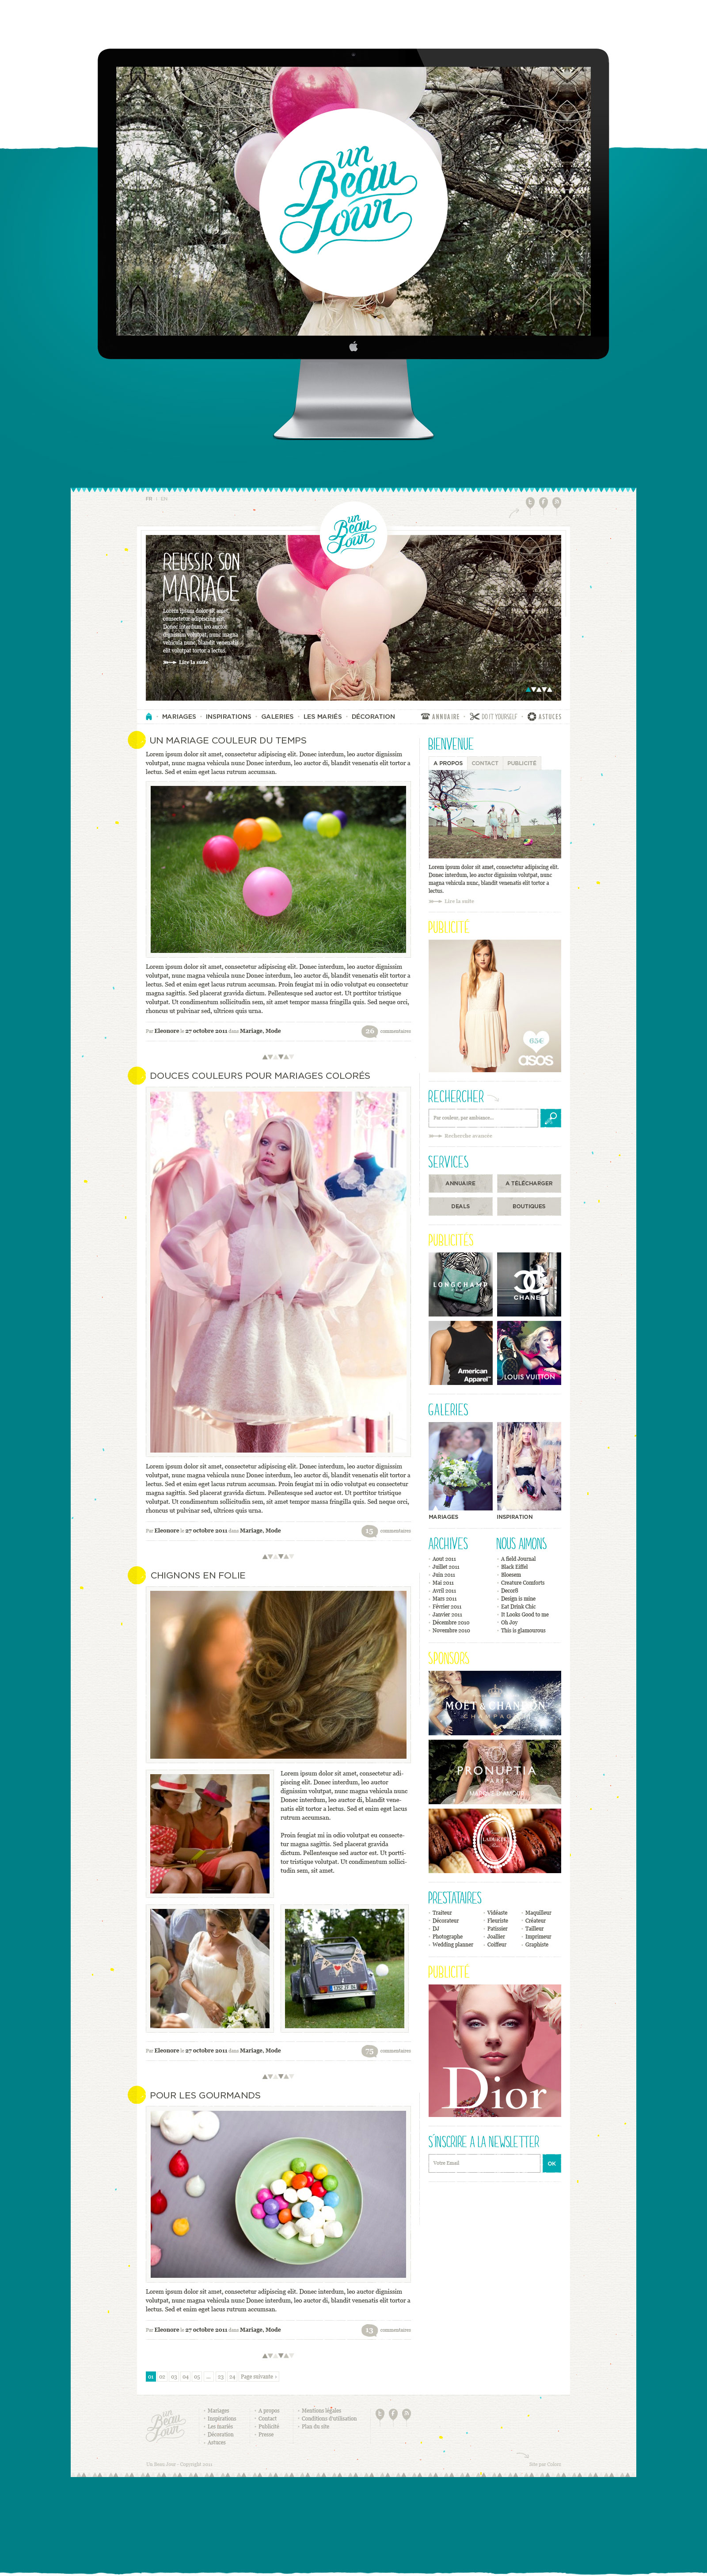 un
Beau
Jour
FR | EN
un
Beau
Jour
REUSSIR SON
MARIAGE
Lorem ipsum dolor sit amet,
consectetur adipiscing elit.
Donec interdum, leo auctor
dignissim volutpat, nunc magna
vehicula nunc, blandit venenatis
elit volutpat tortor a lectus.
Lire la suite
MARIAGES · INSPIRATIONS · GALERIES · LES MARIÉS · DÉCORATION
ANNUAIRE · DO IT YOURSELF · ASTUCES
UN MARIAGE COULEUR DU TEMPS
Lorem ipsum dolor sit amet, consectetur adipiscing elit. Donec interdum, leo auctor dignissim
volutpat, nunc magna vehicula nunc Donec interdum, leo auctor di, blandit venenatis elit tortor a
lectus. Sed et enim eget lacus rutrum accumsan.
Lorem ipsum dolor sit amet, consectetur adipiscing elit. Donec interdum, leo auctor dignissim
volutpat, nunc magna vehicula nunc Donec interdum, leo auctor di, blandit venenatis elit tortor a
lectus. Sed et enim eget lacus rutrum accumsan. Proin feugiat mi in odio volutpat eu consectetur
magna sagittis. Sed placerat gravida dictum. Pellentesque sed auctor est. Ut porttitor tristique
volutpat. Ut condimentum sollicitudin sem, sit amet tempor massa fringilla quis. Sed neque orci,
rhoncus ut pulvinar sed, ultrices quis urna.
Par Eleonore le 27 octobre 2011 dans Mariage, Mode
26 commentaires
DOUCES COULEURS POUR MARIAGES COLORÉS
Lorem ipsum dolor sit amet, consectetur adipiscing elit. Donec interdum, leo auctor dignissim
volutpat, nunc magna vehicula nunc Donec interdum, leo auctor di, blandit venenatis elit tortor a
lectus. Sed et enim eget lacus rutrum accumsan. Proin feugiat mi in odio volutpat eu consectetur
magna sagittis. Sed placerat gravida dictum. Pellentesque sed auctor est. Ut porttitor tristique
volutpat. Ut condimentum sollicitudin sem, sit amet tempor massa fringilla quis. Sed neque orci,
rhoncus ut pulvinar sed, ultrices quis urna.
Par Eleonore le 27 octobre 2011 dans Mariage, Mode
15 commentaires
CHIGNONS EN FOLIE
Lorem ipsum dolor sit amet, consectetur adi-
piscing elit. Donec interdum, leo auctor
dignissim volutpat, nunc magna vehicula nunc
Donec interdum, leo auctor di, blandit vene-
natis elit tortor a lectus. Sed et enim eget lacus
rutrum accumsan.
Proin feugiat mi in odio volutpat eu consecte-
tur magna sagittis. Sed placerat gravida
dictum. Pellentesque sed auctor est. Ut portti-
tor tristique volutpat. Ut condimentum sollici-
tudin sem, sit amet.
Par Eleonore le 27 octobre 2011 dans Mariage, Mode
75 commentaires
POUR LES GOURMANDS
Lorem ipsum dolor sit amet, consectetur adipiscing elit. Donec interdum, leo auctor dignissim
volutpat, nunc magna vehicula nunc Donec interdum, leo auctor di, blandit venenatis elit tortor a
lectus. Sed et enim eget lacus rutrum accumsan.
Par Eleonore le 27 octobre 2011 dans Mariage, Mode
13 commentaires
01 02 03 04 05 ... 23 24 Page suivante ›
BIENVENUE
A PROPOS CONTACT PUBLICITÉ
Lorem ipsum dolor sit amet, consectetur adipiscing elit.
Donec interdum, leo auctor dignissim volutpat, nunc
magna vehicula nunc, blandit venenatis elit tortor a
lectus.
Lire la suite
PUBLICITÉ
65€
asos
RECHERCHER
Par couleur, par ambiance...
Recherche avancée
SERVICES
ANNUAIRE
A TÉLÉCHARGER
DEALS
BOUTIQUES
PUBLICITÉS
LONGCHAMP
CHANEL
American
Apparel
LOUIS VUITTON
GALERIES
MARIAGES
INSPIRATION
ARCHIVES
Aout 2011
Juillet 2011
Juin 2011
Mai 2011
Avril 2011
Mars 2011
Février 2011
Janvier 2011
Décembre 2010
Novembre 2010
NOUS AIMONS
A field Journal
Black Eiffel
Bloesem
Creature Comforts
Decor8
Design is mine
Eat Drink Chic
It Looks Good to me
Oh Joy
This is glamourous
SPONSORS
MOËT & CHANDON
CHAMPAGNE
PRONUPTIA
PARIS
LADURÉE
PRESTATAIRES
Traiteur
Décorateur
DJ
Photographe
Wedding planner
Vidéaste
Fleuriste
Patissier
Joallier
Coiffeur
Maquilleur
Créateur
Tailleur
Imprimeur
Graphiste
PUBLICITÉ
Dior
S'INSCRIRE A LA NEWSLETTER
Votre Email
OK
un
Beau
Jour
Mariages
Inspirations
Les mariés
Décoration
Astuces
A propos
Contact
Publicité
Presse
Mentions légales
Conditions d'utilisation
Plan du site
Un Beau Jour - Copyright 2011